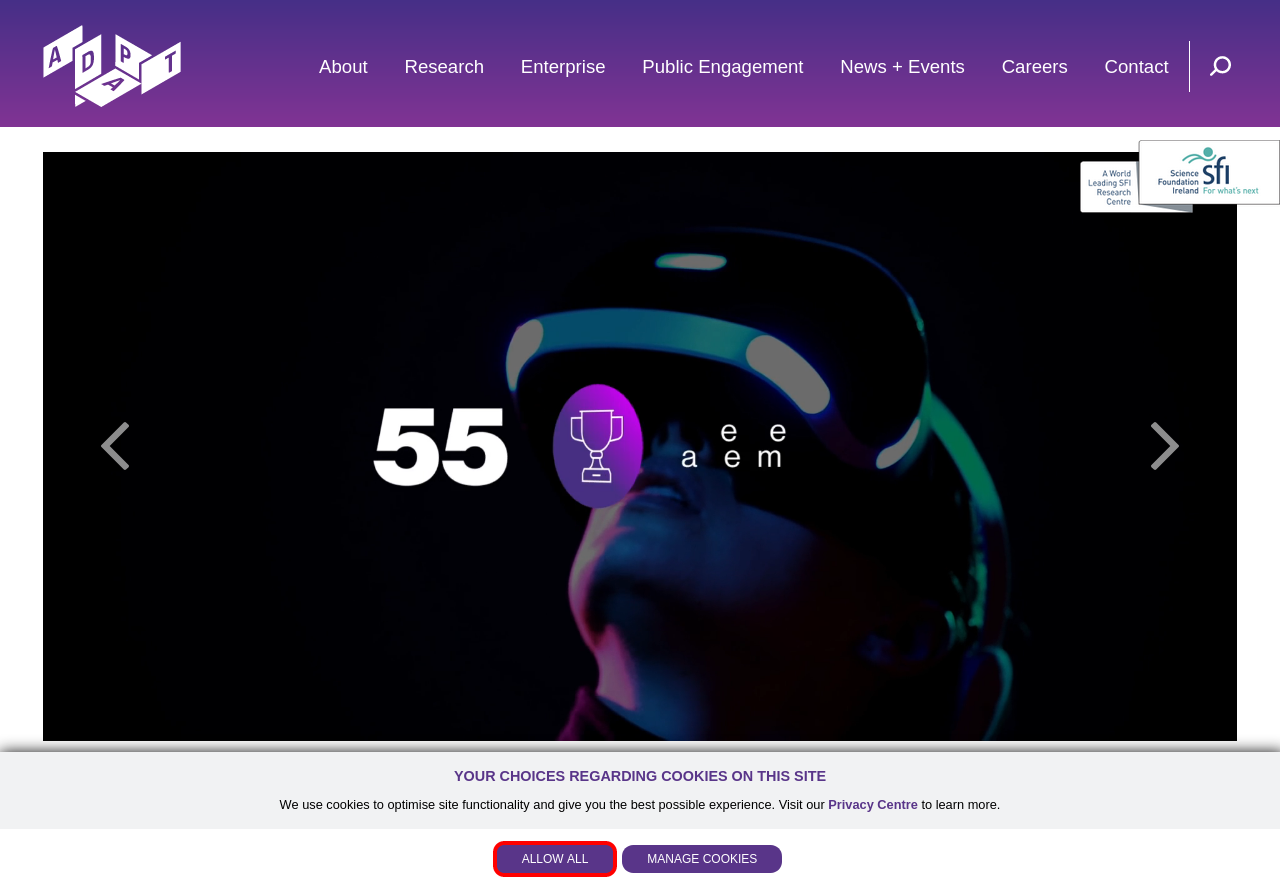 ADAPT
About
Research
Enterprise
Public Engagement
News + Events
Careers
Contact
A World
Leading SFI
Research
Centre
Science
Foundation
Ireland
sfi
For what's next
55
e e
a e m
YOUR CHOICES REGARDING COOKIES ON THIS SITE
We use cookies to optimise site functionality and give you the best possible experience. Visit our Privacy Centre to learn more.
ALLOW ALL
MANAGE COOKIES